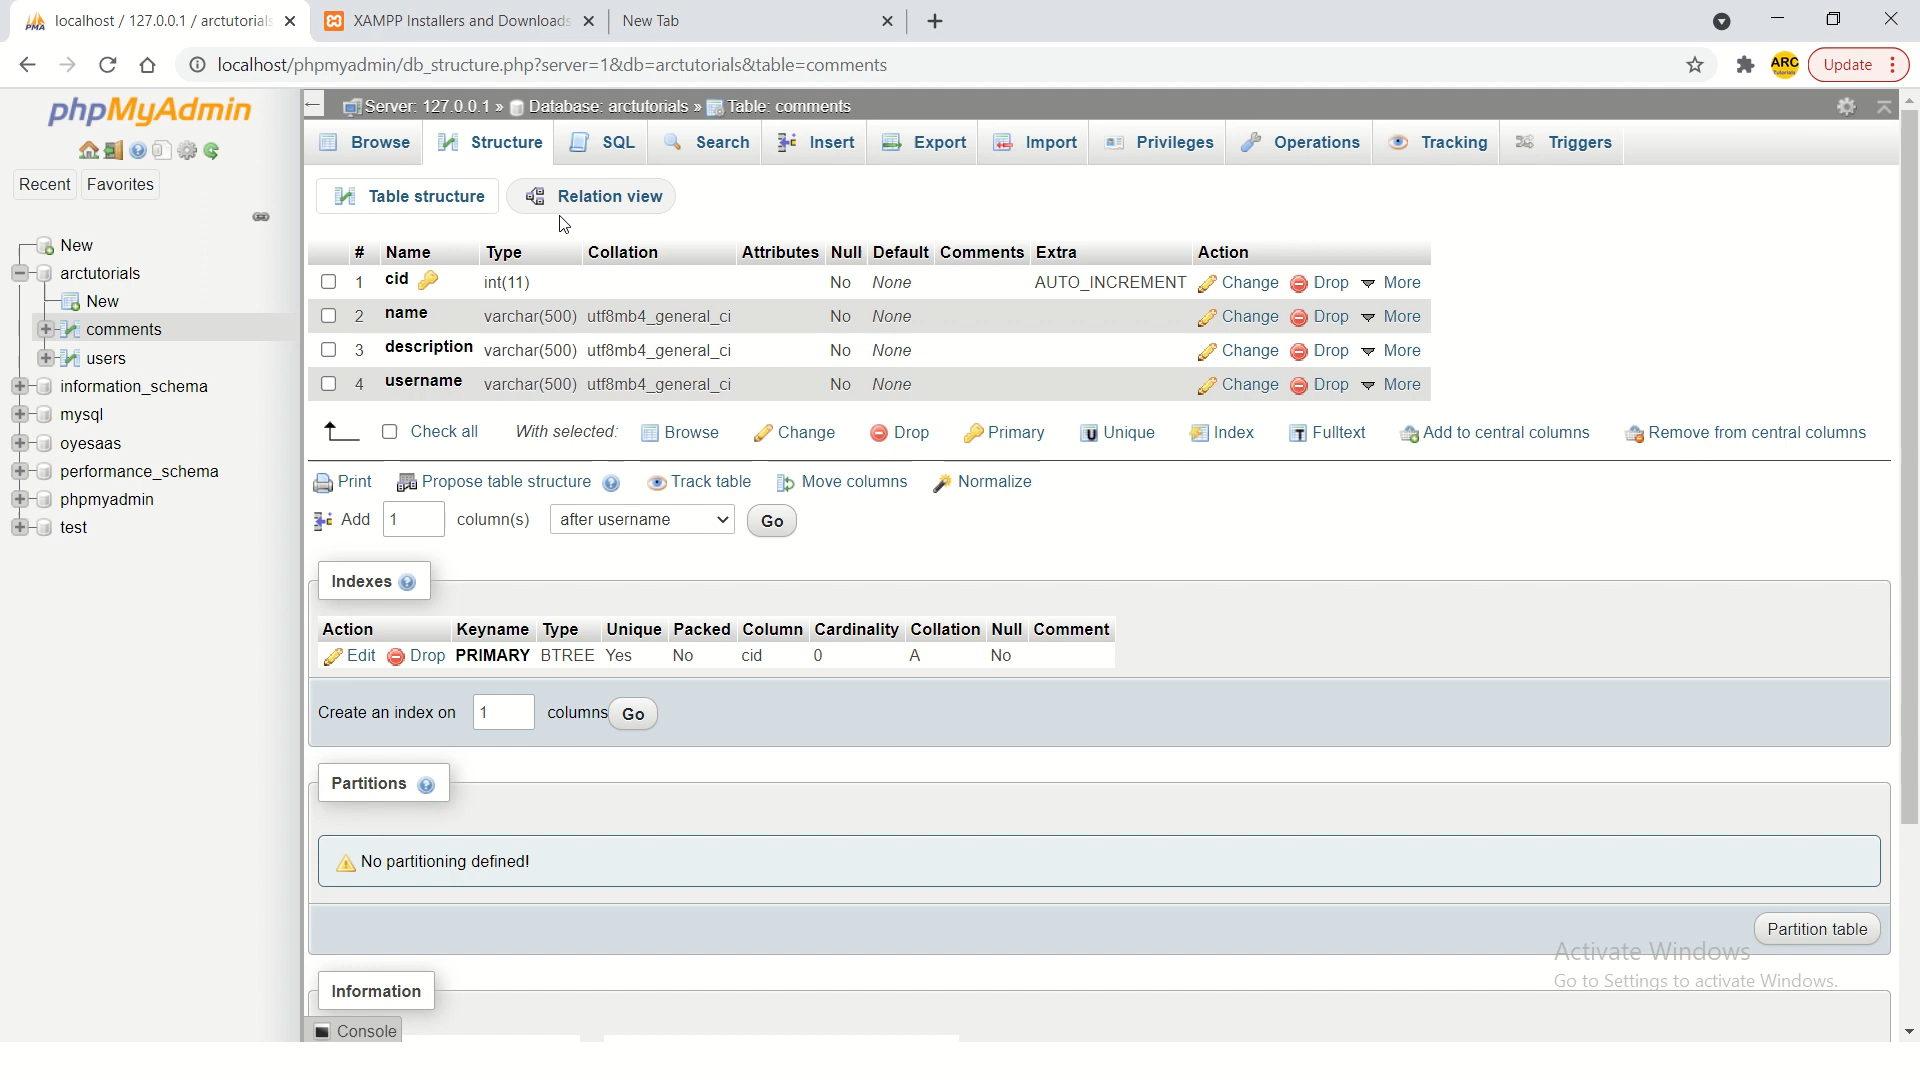 localhost / 127.0.0.1 / arctutorials
XAMPP Installers and Downloads
New Tab
localhost/phpmyadmin/db_structure.php?server=1&db=arctutorials&table=comments
ARC
Update
phpMyAdmin
Server: 127.0.0.1 » Database: arctutorials » Table: comments
Browse Structure SQL Search Insert Export Import Privileges Operations Tracking Triggers
Recent Favorites
Table structure Relation view
New
arctutorials
New
comments
users
information_schema
mysql
oyesaas
performance_schema
phpmyadmin
test
# Name Type Collation Attributes Null Default Comments Extra Action
1 cid int(11) No None AUTO_INCREMENT Change Drop More
2 name varchar(500) utf8mb4_general_ci No None Change Drop More
3 description varchar(500) utf8mb4_general_ci No None Change Drop More
4 username varchar(500) utf8mb4_general_ci No None Change Drop More
Check all With selected: Browse Change Drop Primary Unique Index Fulltext Add to central columns Remove from central columns
Print Propose table structure Track table Move columns Normalize
Add 1 column(s) after username Go
Indexes
Action Keyname Type Unique Packed Column Cardinality Collation Null Comment
Edit Drop PRIMARY BTREE Yes No cid 0 A No
Create an index on 1 columns Go
Partitions
No partitioning defined!
Partition table
Activate Windows
Go to Settings to activate Windows.
Information
Console